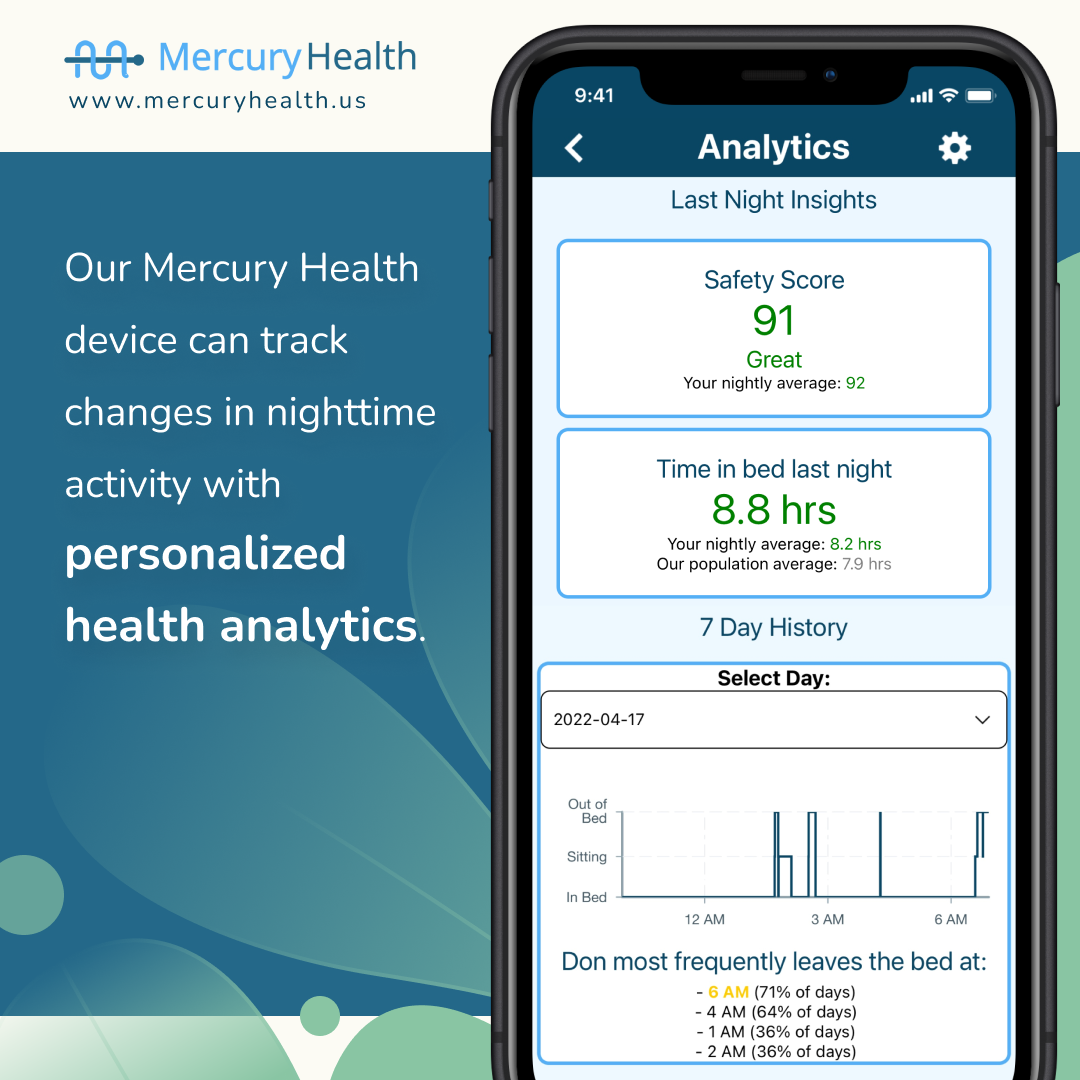 Mercury Health
www.mercuryhealth.us
Our Mercury Health
device can track
changes in nighttime
activity with
personalized
health analytics.
9:41
Analytics
Last Night Insights
Safety Score
91
Great
Your nightly average: 92
Time in bed last night
8.8 hrs
Your nightly average: 8.2 hrs
Our population average: 7.9 hrs
7 Day History
Select Day:
2022-04-17
Out of
Bed
Sitting
In Bed
12 AM 3 AM 6 AM
Don most frequently leaves the bed at:
- 6 AM (71% of days)
- 4 AM (64% of days)
- 1 AM (36% of days)
- 2 AM (36% of days)